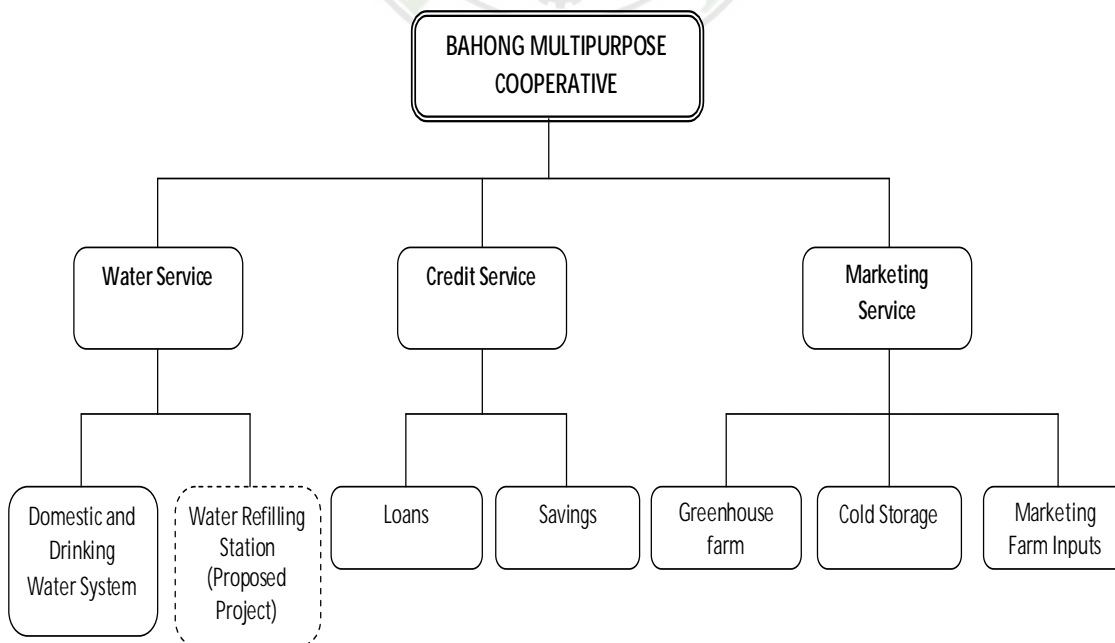 BAHONG MULTIPURPOSE
COOPERATIVE
Water Service
Credit Service
Marketing
Service
Domestic and
Drinking
Water System
Water Refilling
Station
(Proposed
Project)
Loans
Savings
Greenhouse
farm
Cold Storage
Marketing
Farm Inputs